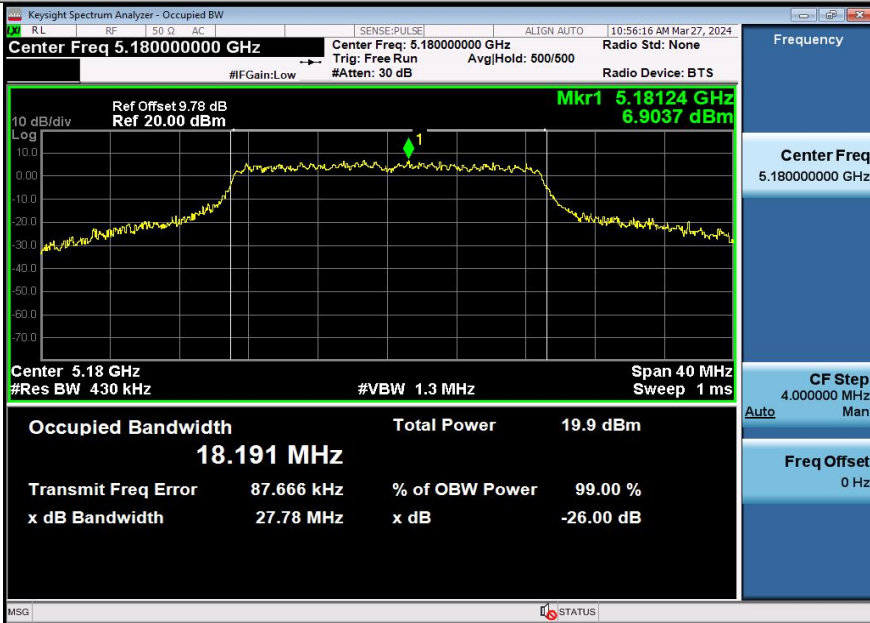 Keysight Spectrum Analyzer - Occupied BW
LXI RL RF 50 Ω AC SENSE:PULSE ALIGN AUTO 10:56:16 AM Mar 27, 2024
Center Freq 5.180000000 GHz
Center Freq: 5.180000000 GHz
Radio Std: None
Trig: Free Run
Avg|Hold: 500/500
#IFGain:Low
#Atten: 30 dB
Radio Device: BTS
Ref Offset 9.78 dB
Mkr1 5.18124 GHz
10 dB/div
Ref 20.00 dBm
6.9037 dBm
Log
1
10.0
0.00
-10.0
-20.0
-30.0
-40.0
-50.0
-60.0
-70.0
Center 5.18 GHz
Span 40 MHz
#Res BW 430 kHz
#VBW 1.3 MHz
Sweep 1 ms
Occupied Bandwidth
Total Power 19.9 dBm
18.191 MHz
Transmit Freq Error 87.666 kHz
% of OBW Power 99.00 %
x dB Bandwidth 27.78 MHz
x dB -26.00 dB
MSG
STATUS
Frequency
Center Freq
5.180000000 GHz
CF Step
4.000000 MHz
Auto Man
Freq Offset
0 Hz